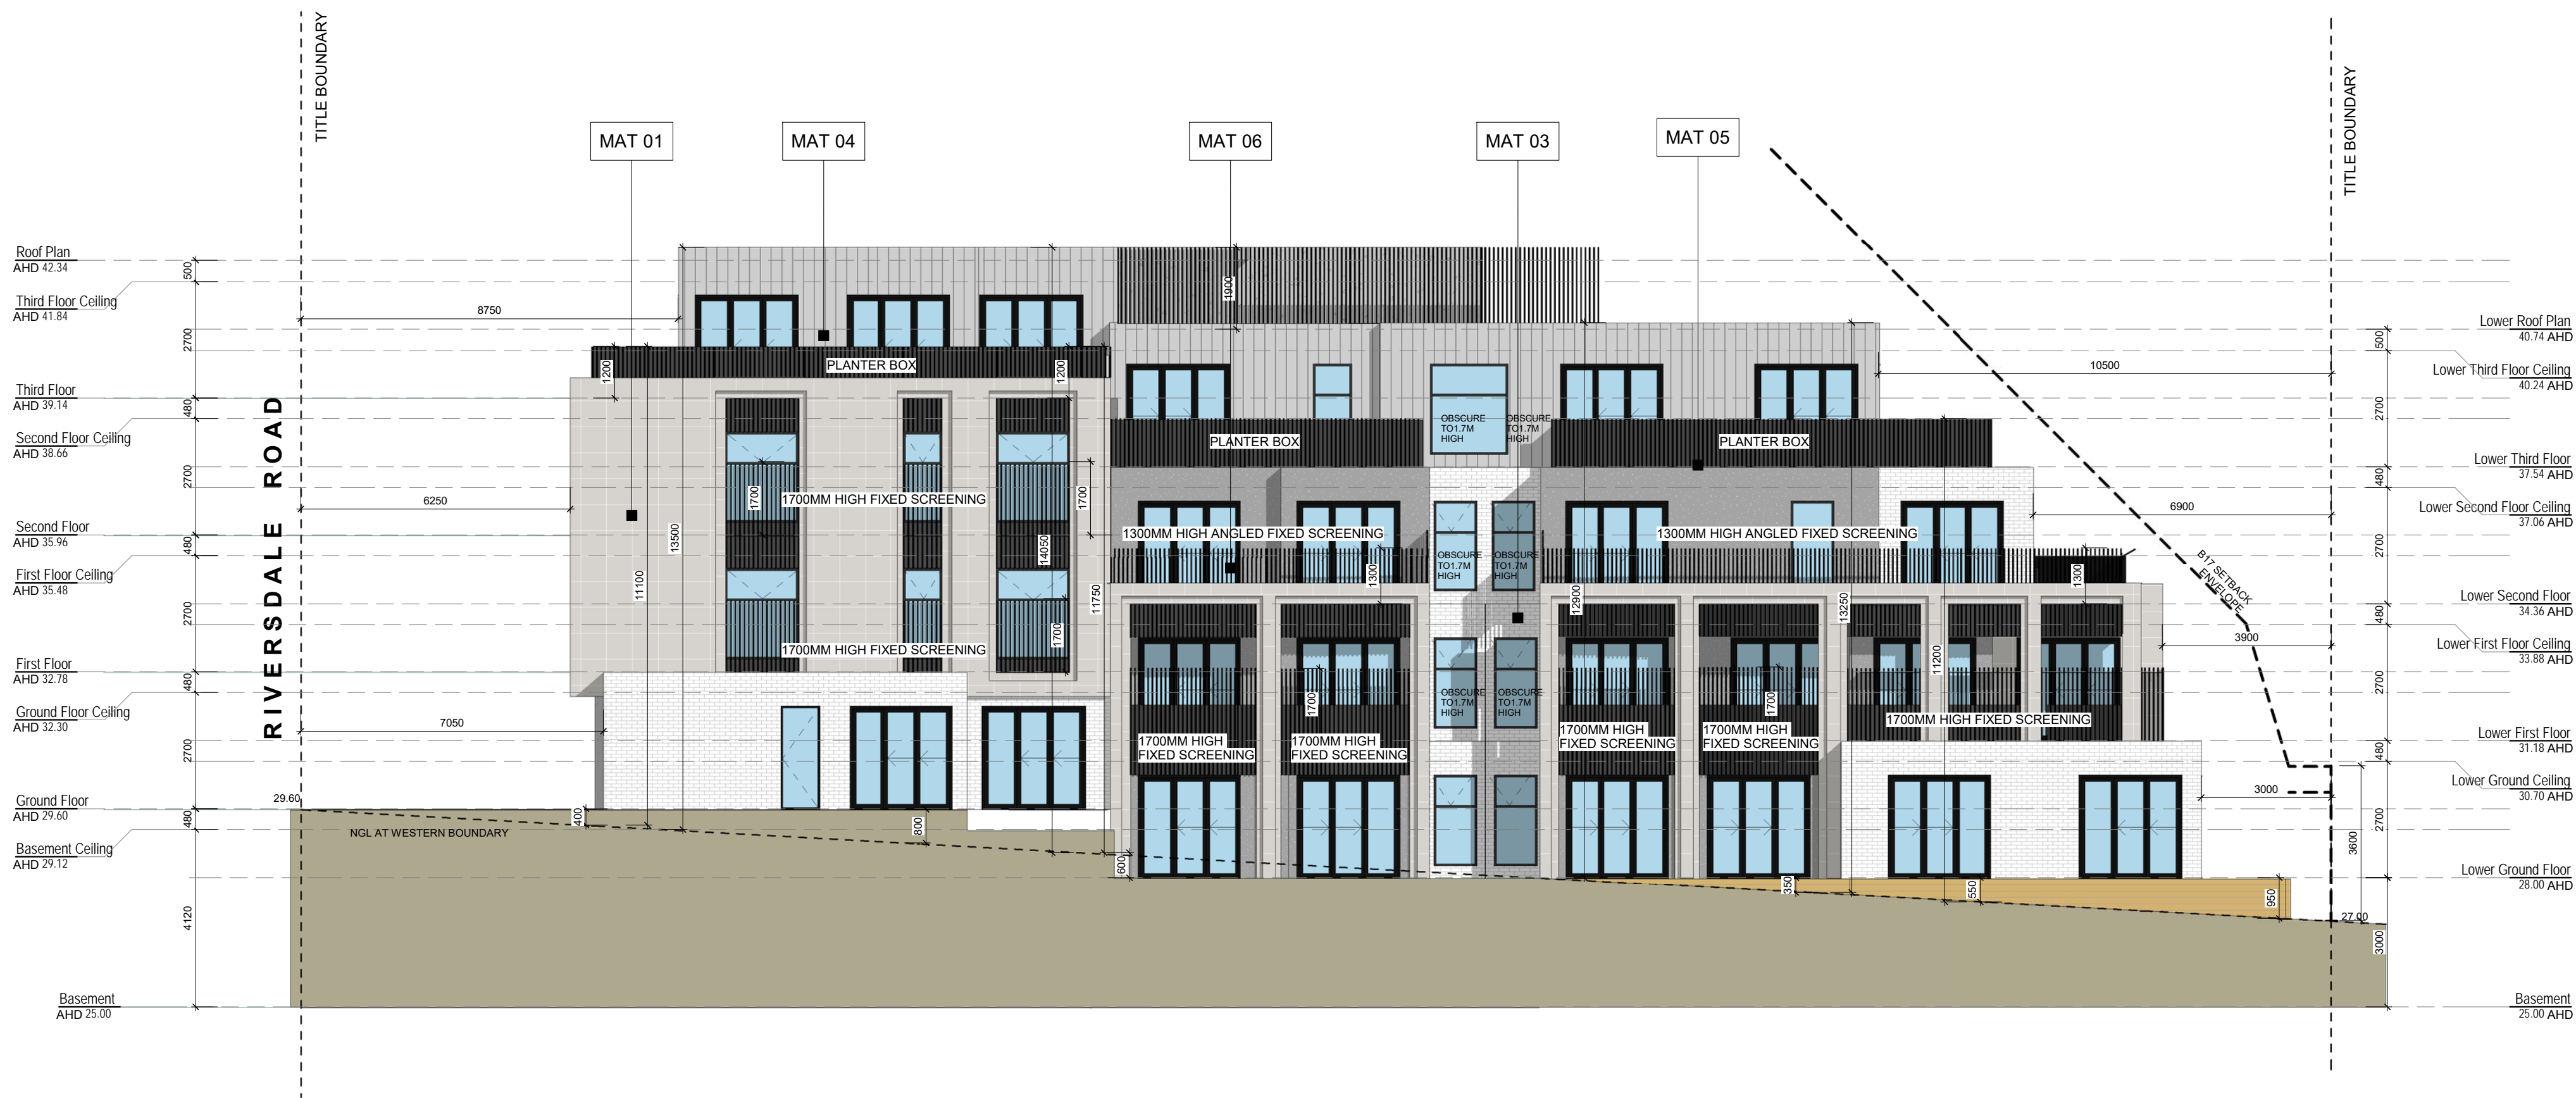 TITLE BOUNDARY
TITLE BOUNDARY
MAT 01
MAT 04
MAT 06
MAT 03
MAT 05
Roof Plan
AHD 42.34
Third Floor Ceiling
AHD 41.84
Third Floor
AHD 39.14
Second Floor Ceiling
AHD 38.66
Second Floor
AHD 35.96
First Floor Ceiling
AHD 35.48
First Floor
AHD 32.78
Ground Floor Ceiling
AHD 32.30
Ground Floor
AHD 29.60
Basement Ceiling
AHD 29.12
Basement
AHD 25.00
500
2700
480
2700
480
2700
480
2700
480
4120
RIVERSDALE ROAD
8750
6250
7050
29.60
NGL AT WESTERN BOUNDARY
400
800
600
1200
1200
1900
PLANTER BOX
PLANTER BOX
PLANTER BOX
13500
11100
14050
11750
1700
1700
1700
1700MM HIGH FIXED SCREENING
1700MM HIGH FIXED SCREENING
OBSCURE
TO1.7M
HIGH
OBSCURE
TO1.7M
HIGH
1300MM HIGH ANGLED FIXED SCREENING
1300MM HIGH ANGLED FIXED SCREENING
OBSCURE
TO1.7M
HIGH
OBSCURE
TO1.7M
HIGH
1300
12900
13250
1300
11200
OBSCURE
TO1.7M
HIGH
OBSCURE
TO1.7M
HIGH
1700
1700
1700MM HIGH FIXED SCREENING
1700MM HIGH
FIXED SCREENING
1700MM HIGH
FIXED SCREENING
1700MM HIGH
FIXED SCREENING
1700MM HIGH
FIXED SCREENING
350
550
950
10500
6900
B17 SETBACK
ENVELOPE
3900
3000
3600
27.00
500
2700
480
2700
480
2700
480
2700
3000
Lower Roof Plan
40.74 AHD
Lower Third Floor Ceiling
40.24 AHD
Lower Third Floor
37.54 AHD
Lower Second Floor Ceiling
37.06 AHD
Lower Second Floor
34.36 AHD
Lower First Floor Ceiling
33.88 AHD
Lower First Floor
31.18 AHD
Lower Ground Ceiling
30.70 AHD
Lower Ground Floor
28.00 AHD
Basement
25.00 AHD